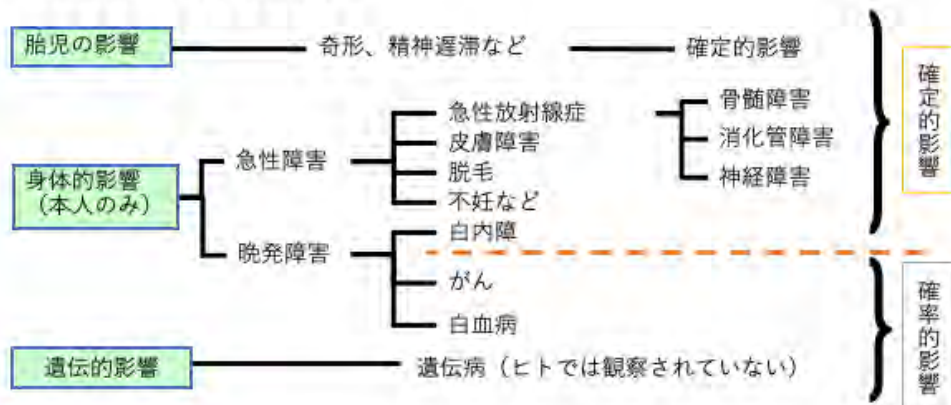 胎児の影響
奇形、精神遅滞など
確定的影響
身体的影響
（本人のみ）
急性障害
急性放射線症
皮膚障害
脱毛
不妊など
骨髄障害
消化管障害
神経障害
晩発障害
白内障
がん
白血病
遺伝的影響
遺伝病（ヒトでは観察されていない）
確定的影響
確率的影響